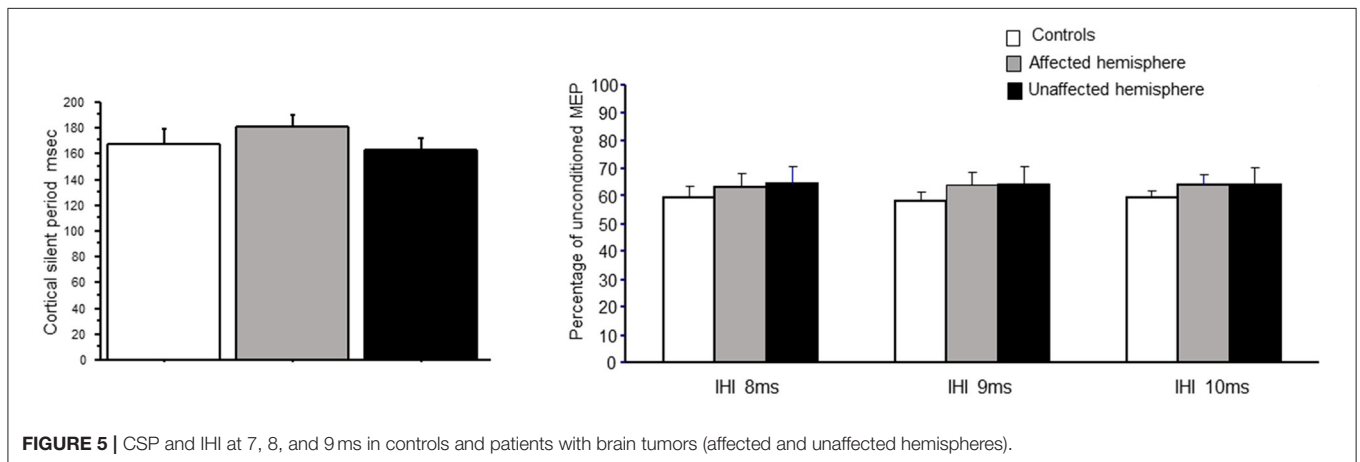 Controls
Affected hemisphere
Unaffected hemisphere
Cortical silent period msec
200
180
160
140
120
100
80
60
40
20
0
Percentage of unconditioned MEP
100
90
80
70
60
50
40
30
20
10
0
IHI 8ms
IHI 9ms
IHI 10ms
FIGURE 5 | CSP and IHI at 7, 8, and 9 ms in controls and patients with brain tumors (affected and unaffected hemispheres).